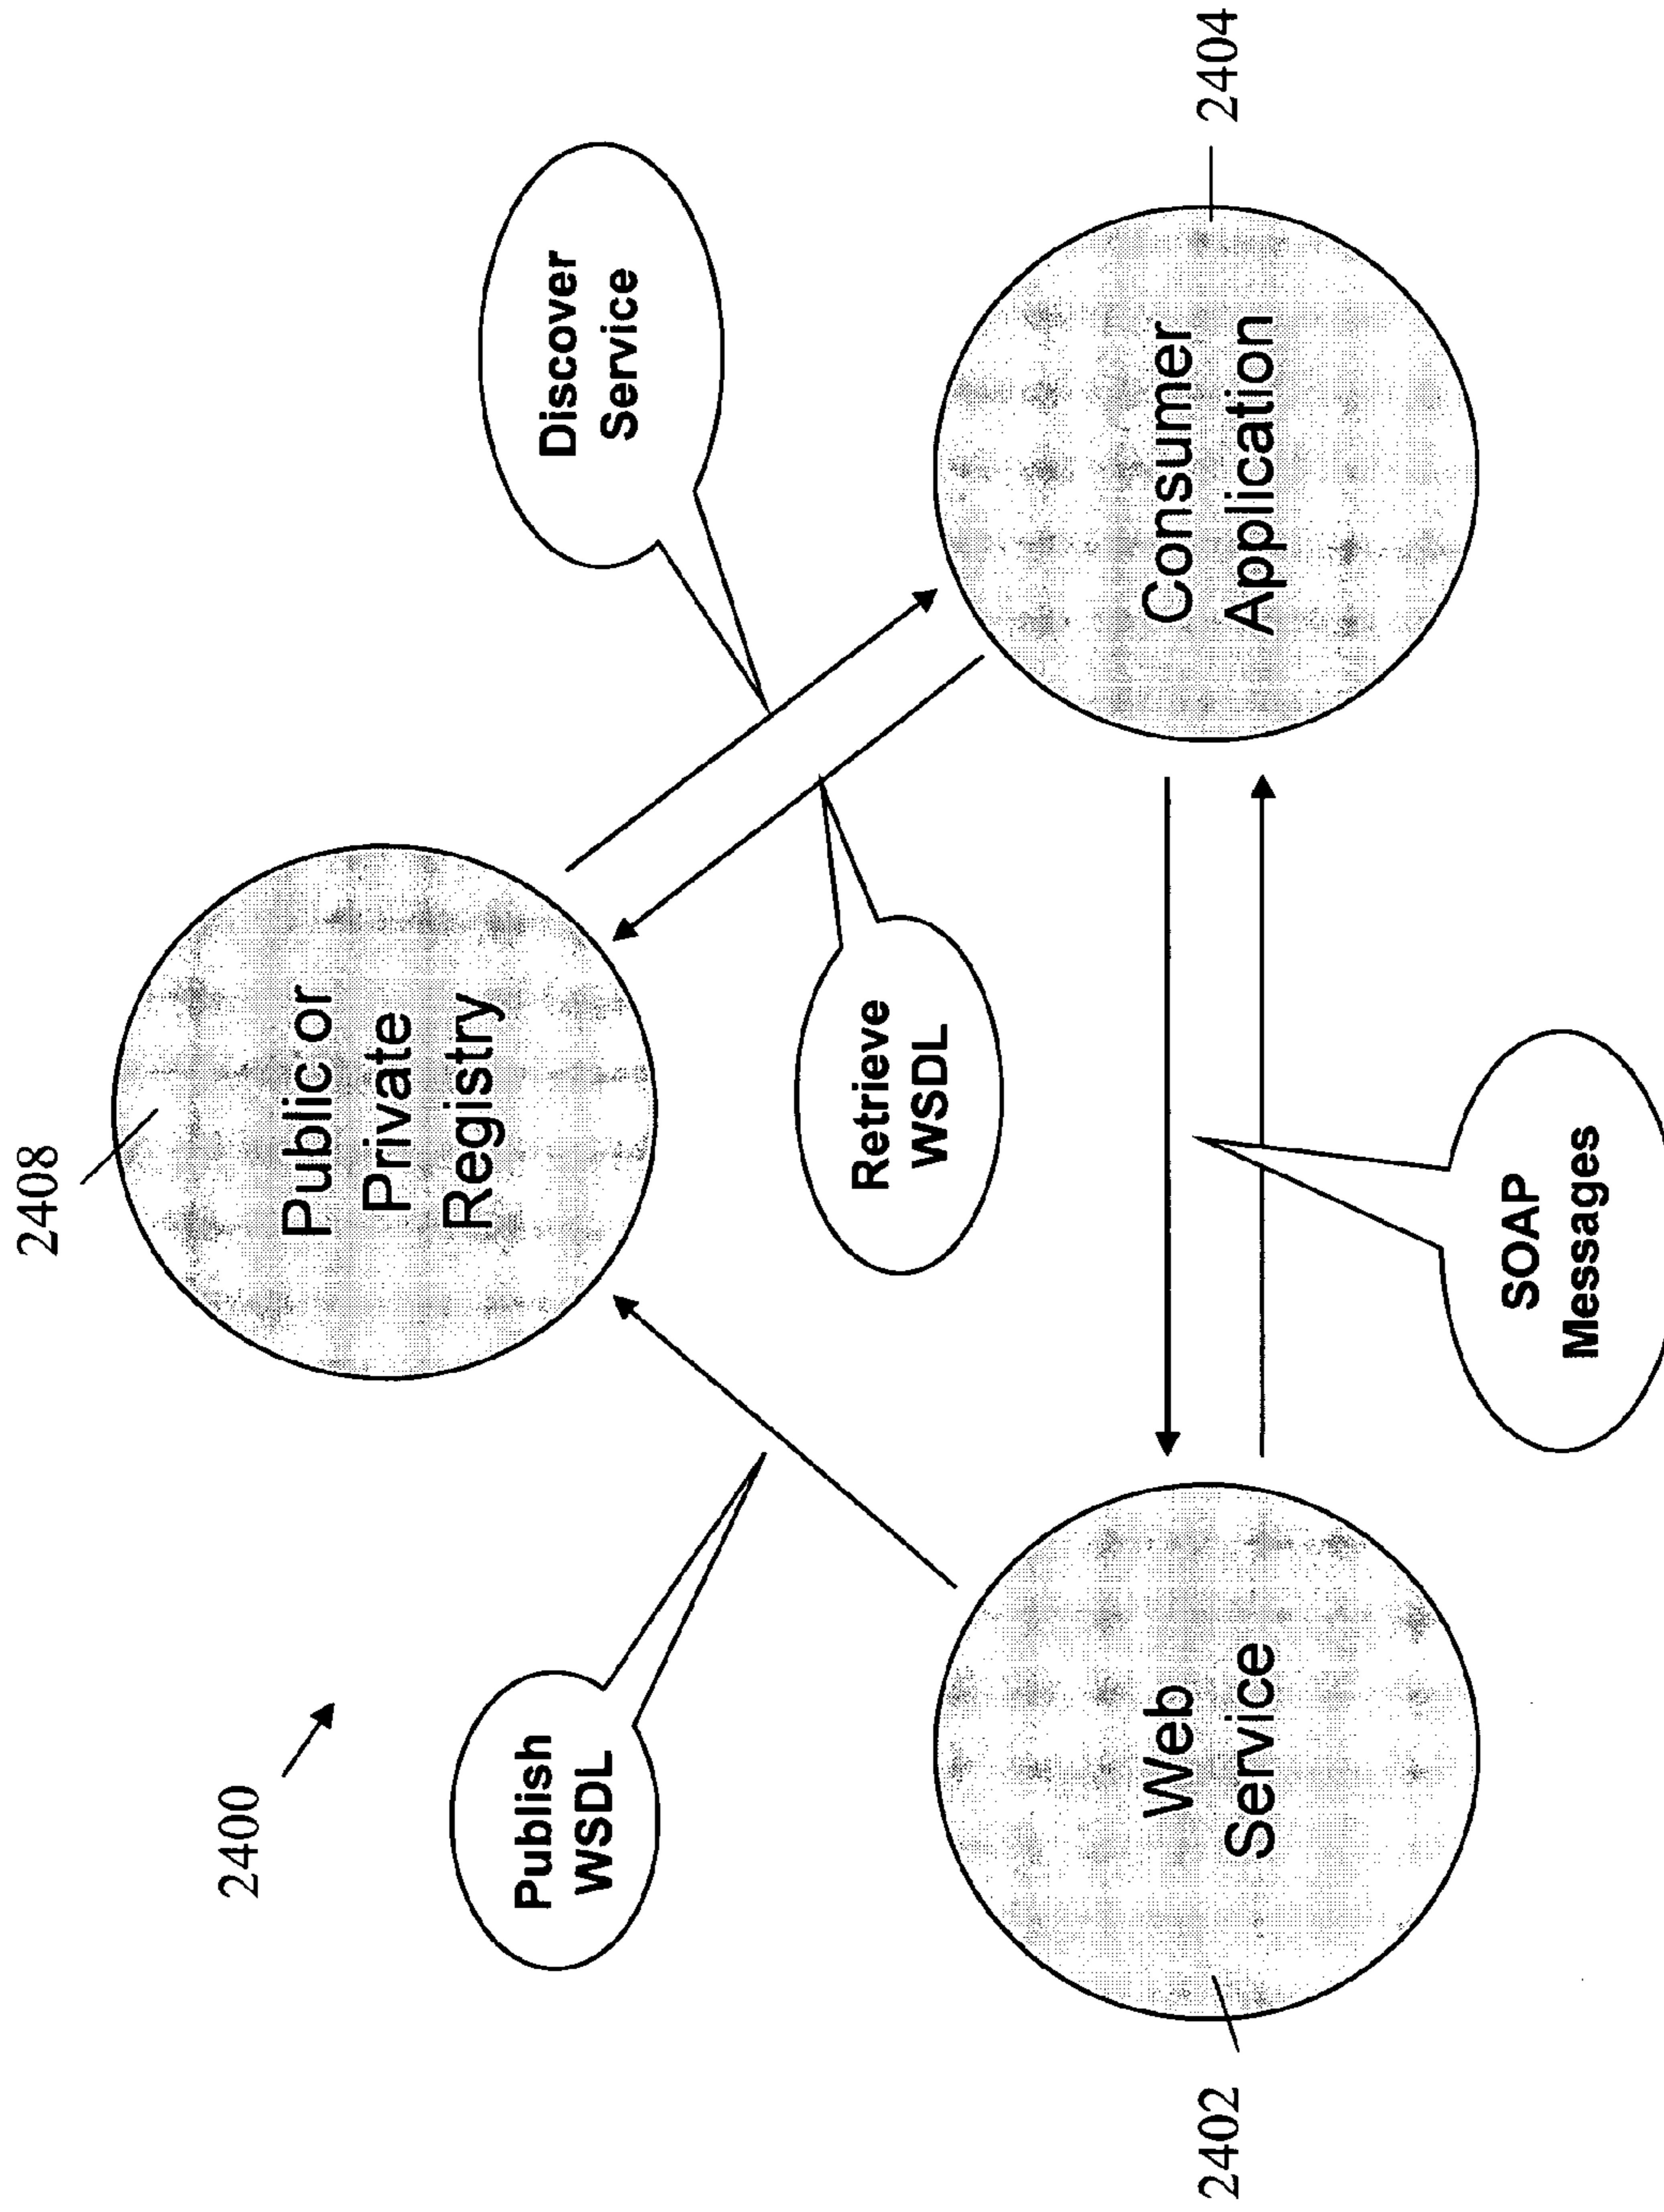 2400
2408
Public or
Private
Registry
Discover
Service
Publish
WSDL
Retrieve
WSDL
Web
Service
Consumer
Application
2402
2404
SOAP
Messages